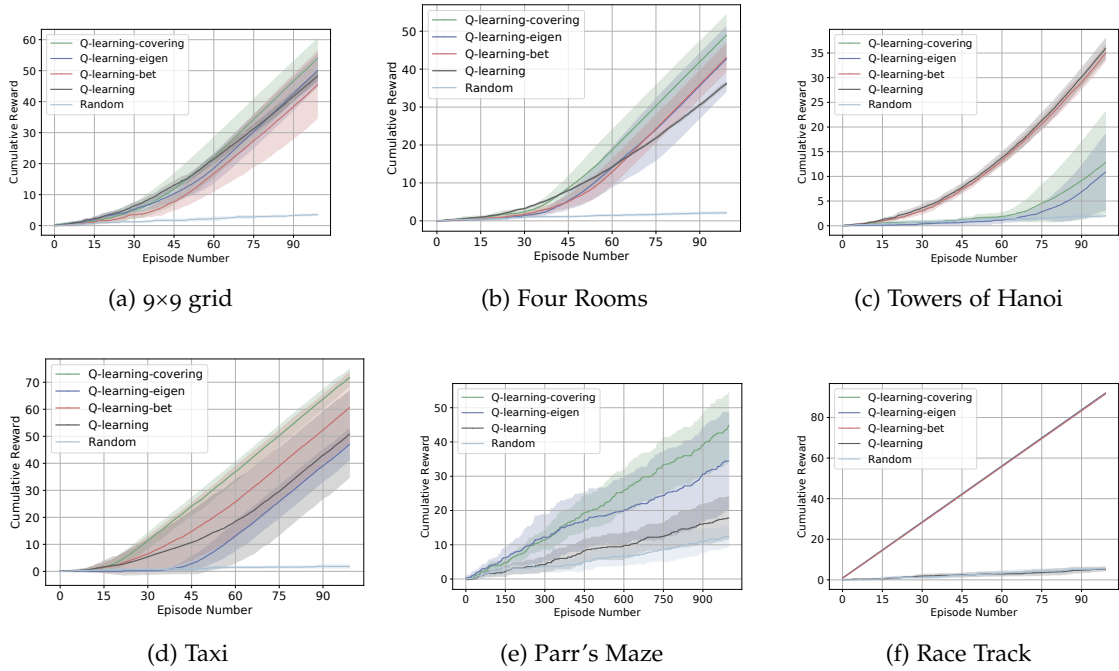 Cumulative Reward
60
50
40
30
20
10
0
Q-learning-covering
Q-learning-eigen
Q-learning-bet
Q-learning
Random
0 15 30 45 60 75 90
Episode Number
(a) 9×9 grid
Cumulative Reward
50
40
30
20
10
0
Q-learning-covering
Q-learning-eigen
Q-learning-bet
Q-learning
Random
0 15 30 45 60 75 90
Episode Number
(b) Four Rooms
Cumulative Reward
35
30
25
20
15
10
5
0
Q-learning-covering
Q-learning-eigen
Q-learning-bet
Q-learning
Random
0 15 30 45 60 75 90
Episode Number
(c) Towers of Hanoi
Cumulative Reward
70
60
50
40
30
20
10
0
Q-learning-covering
Q-learning-eigen
Q-learning-bet
Q-learning
Random
0 15 30 45 60 75 90
Episode Number
(d) Taxi
Cumulative Reward
50
40
30
20
10
0
Q-learning-covering
Q-learning-eigen
Q-learning
Random
0 150 300 450 600 750 900
Episode Number
(e) Parr's Maze
Cumulative Reward
80
60
40
20
0
Q-learning-covering
Q-learning-eigen
Q-learning-bet
Q-learning
Random
0 15 30 45 60 75 90
Episode Number
(f) Race Track